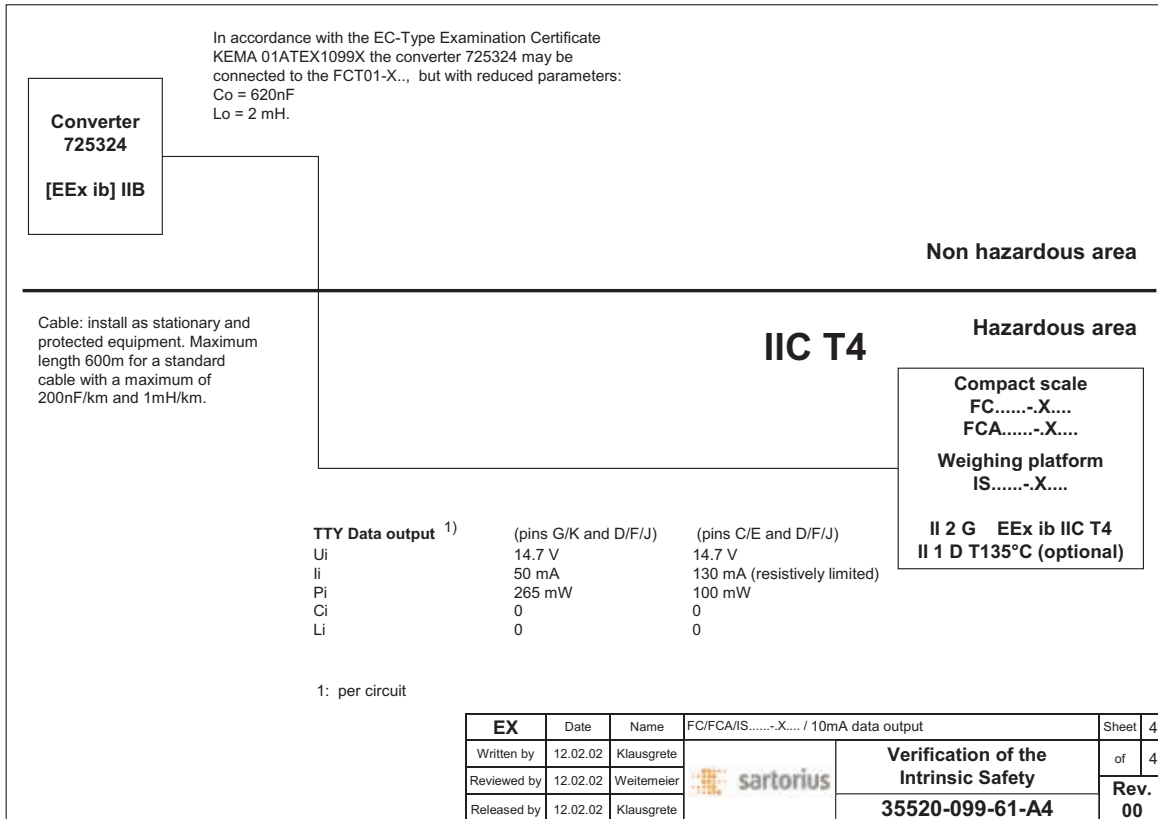 In accordance with the EC-Type Examination Certificate
KEMA 01ATEX1099X the converter 725324 may be
connected to the FCT01-X.., but with reduced parameters:
Co = 620nF
Lo = 2 mH.
Converter
725324
[EEx ib] IIB
Non hazardous area
Cable: install as stationary and
protected equipment. Maximum
length 600m for a standard
cable with a maximum of
200nF/km and 1mH/km.
IIC T4
Hazardous area
Compact scale
FC......-.X....
FCA......-.X....
Weighing platform
IS......-.X....
II 2 G EEx ib IIC T4
II 1 D T135°C (optional)
TTY Data output 1) (pins G/K and D/F/J) (pins C/E and D/F/J)
Ui 14.7 V 14.7 V
Ii 50 mA 130 mA (resistively limited)
Pi 265 mW 100 mW
Ci 0 0
Li 0 0
1: per circuit
EX Date Name FC/FCA/IS......-.X.... / 10mA data output Sheet 4
Written by 12.02.02 Klausgrete Verification of the of 4
Reviewed by 12.02.02 Weitemeier sartorius Intrinsic Safety Rev.
Released by 12.02.02 Klausgrete 35520-099-61-A4 00